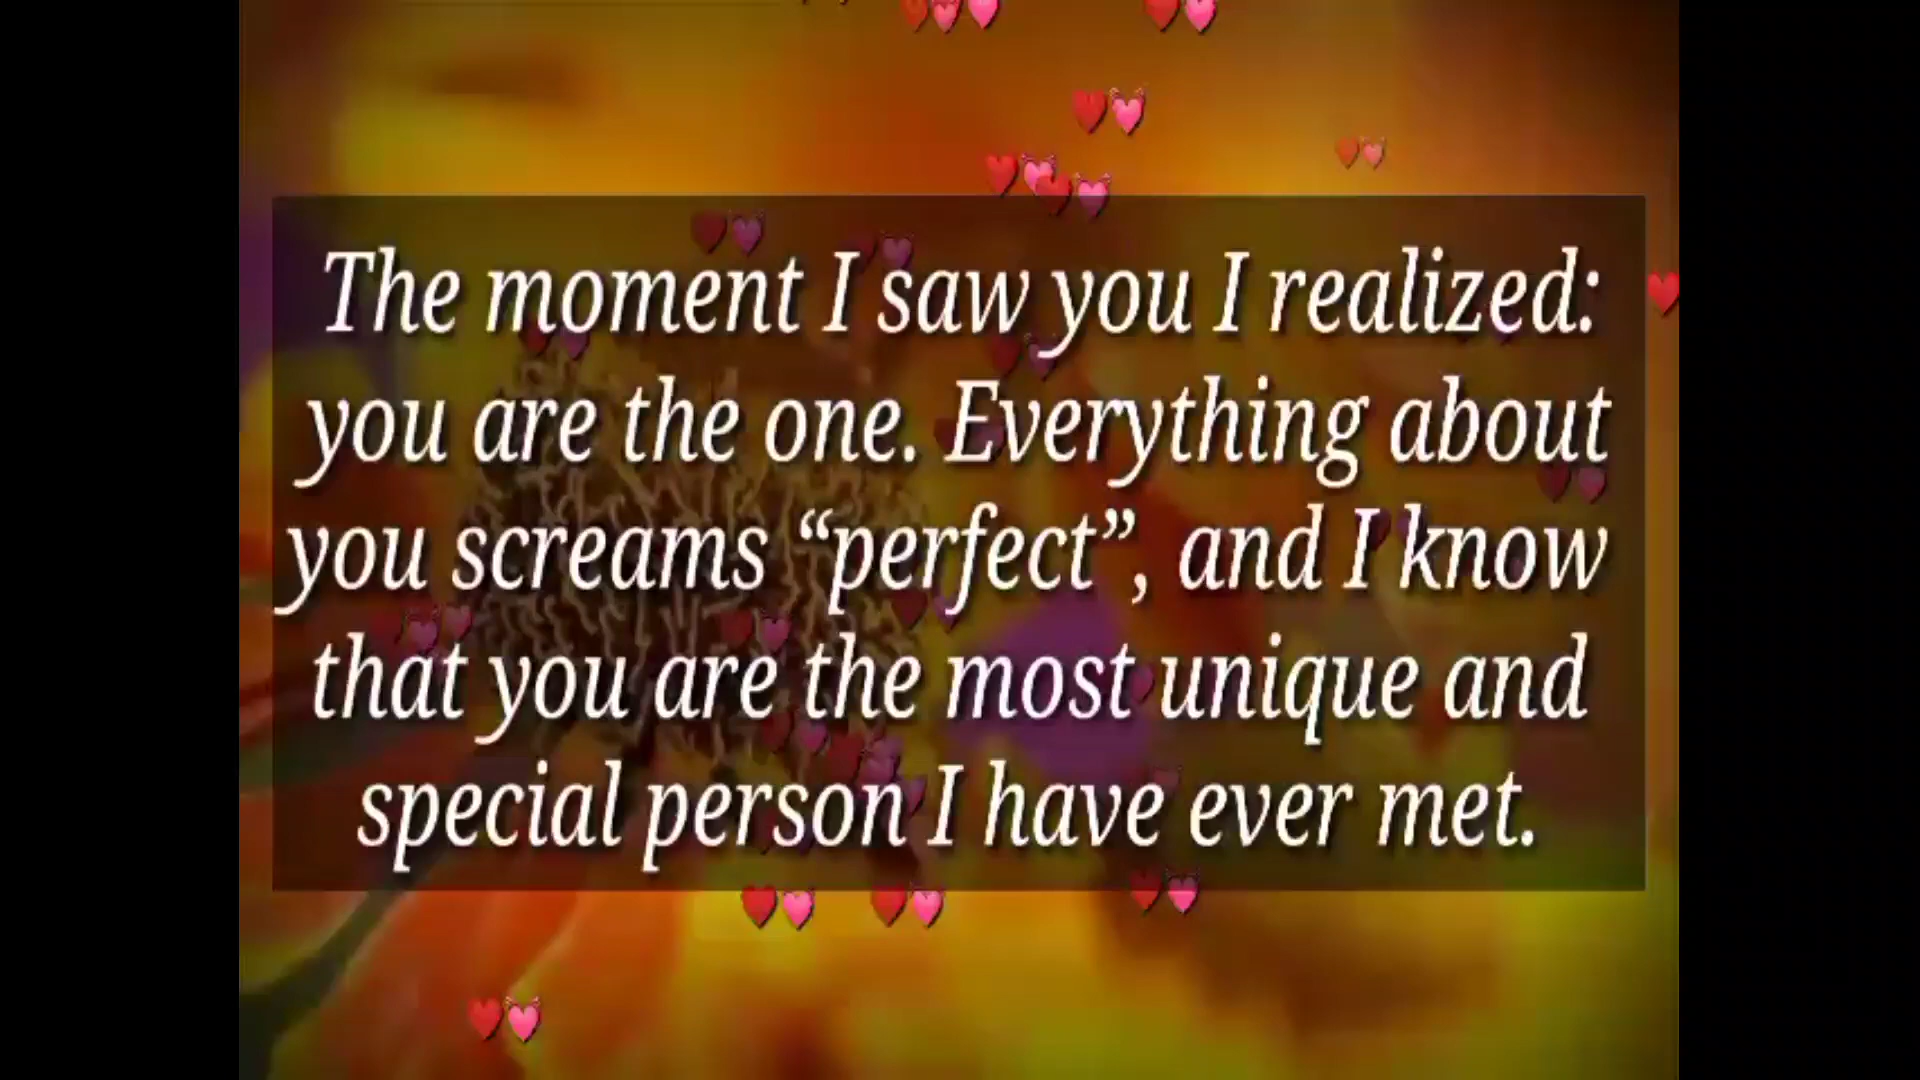 The moment I saw you I realized:
you are the one. Everything about
you screams “perfect”, and I know
that you are the most unique and
special person I have ever met.